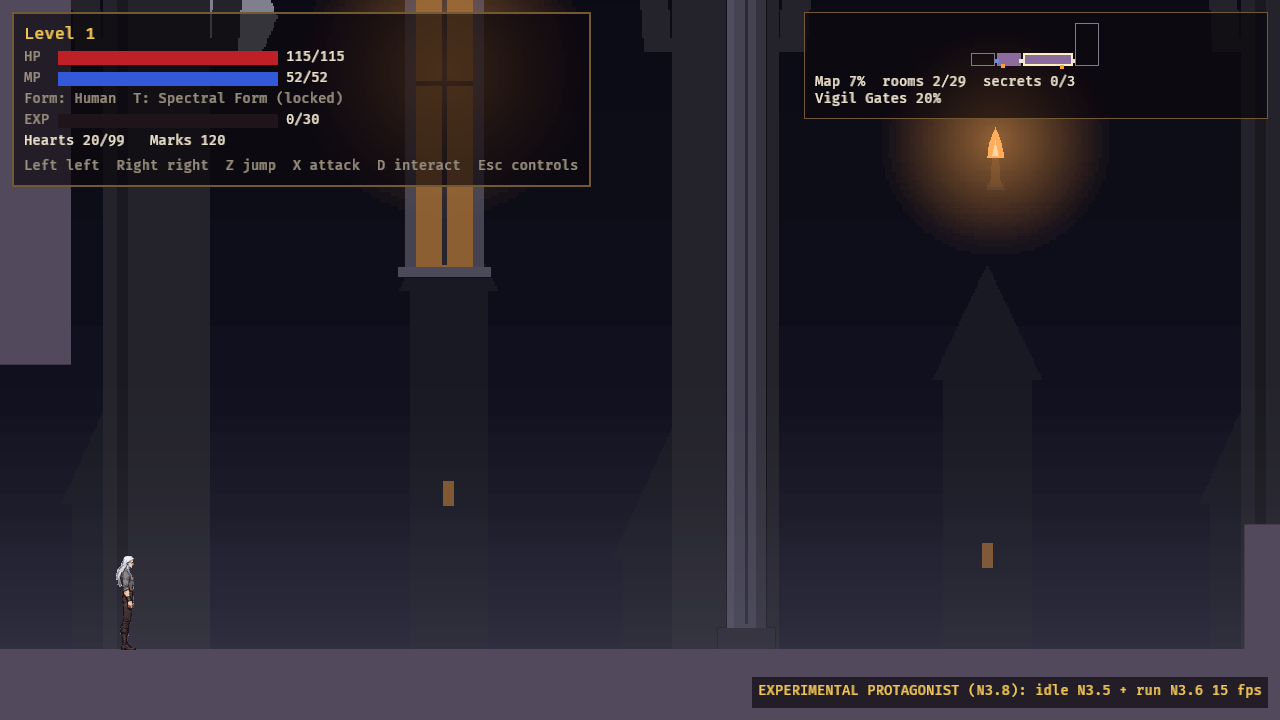 Level 1
HP 115/115
MP 52/52
Form: Human T: Spectral Form (locked)
EXP 0/30
Hearts 20/99 Marks 120
Left left Right right Z jump X attack D interact Esc controls
Map 7% rooms 2/29 secrets 0/3
Vigil Gates 20%
EXPERIMENTAL PROTAGONIST (N3.8): idle N3.5 + run N3.6 15 fps